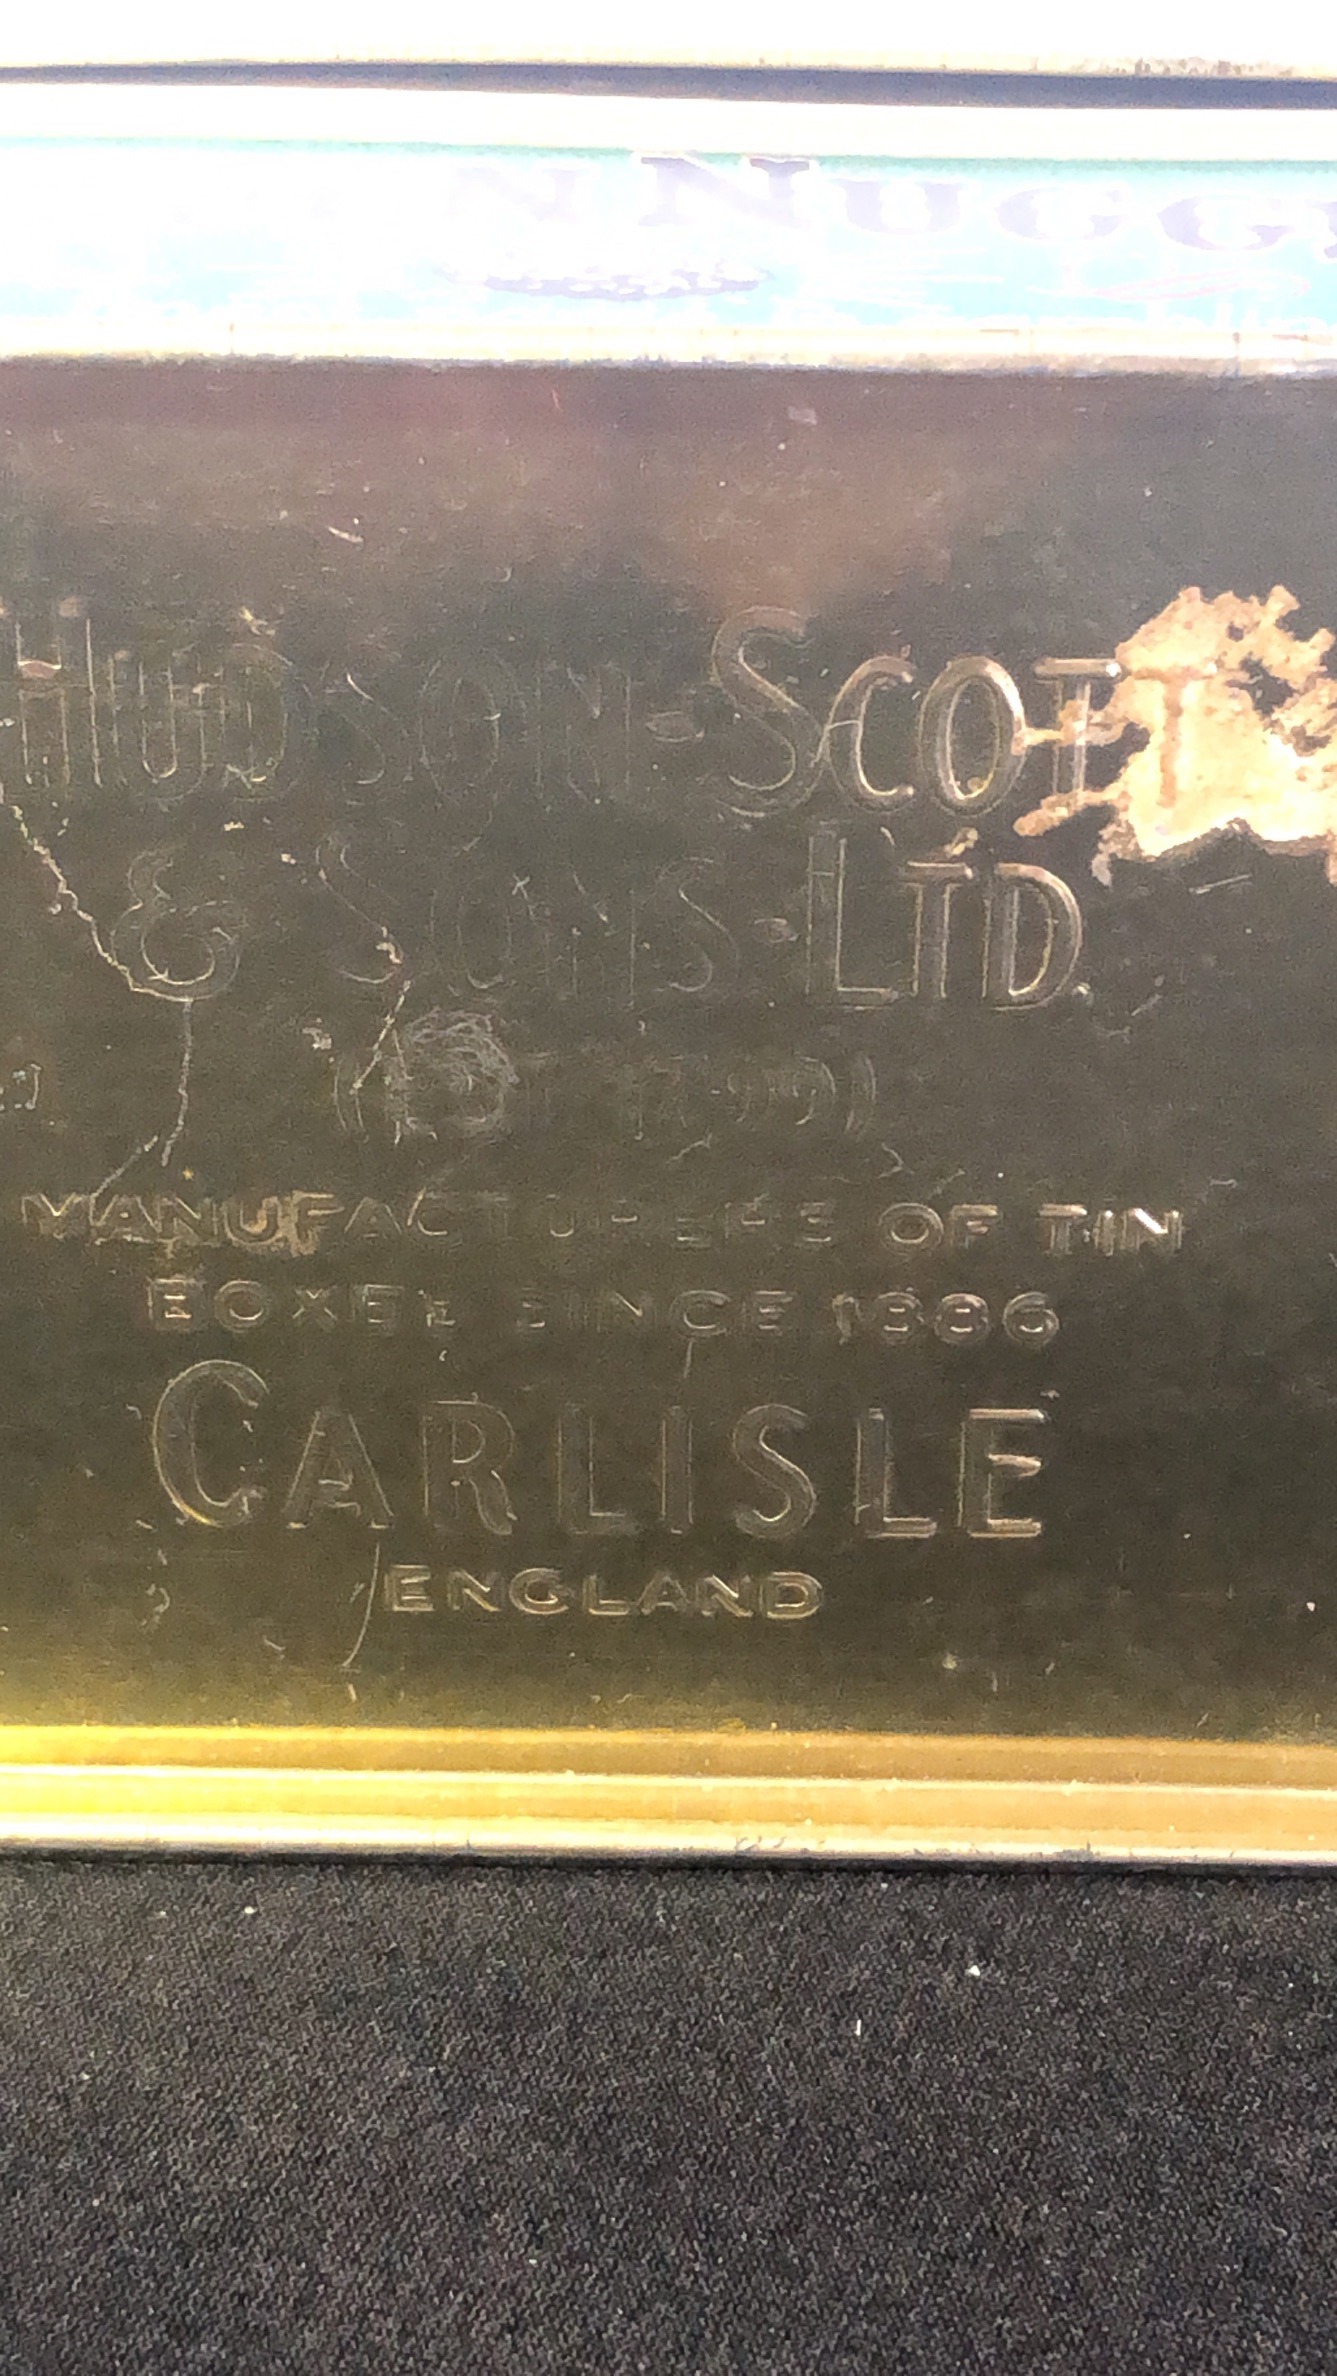 HUDSON SCOTT
& SONS LTD.
MANUFACTURERS OF TIN
BOXES SINCE 1886
CARLISLE
ENGLAND